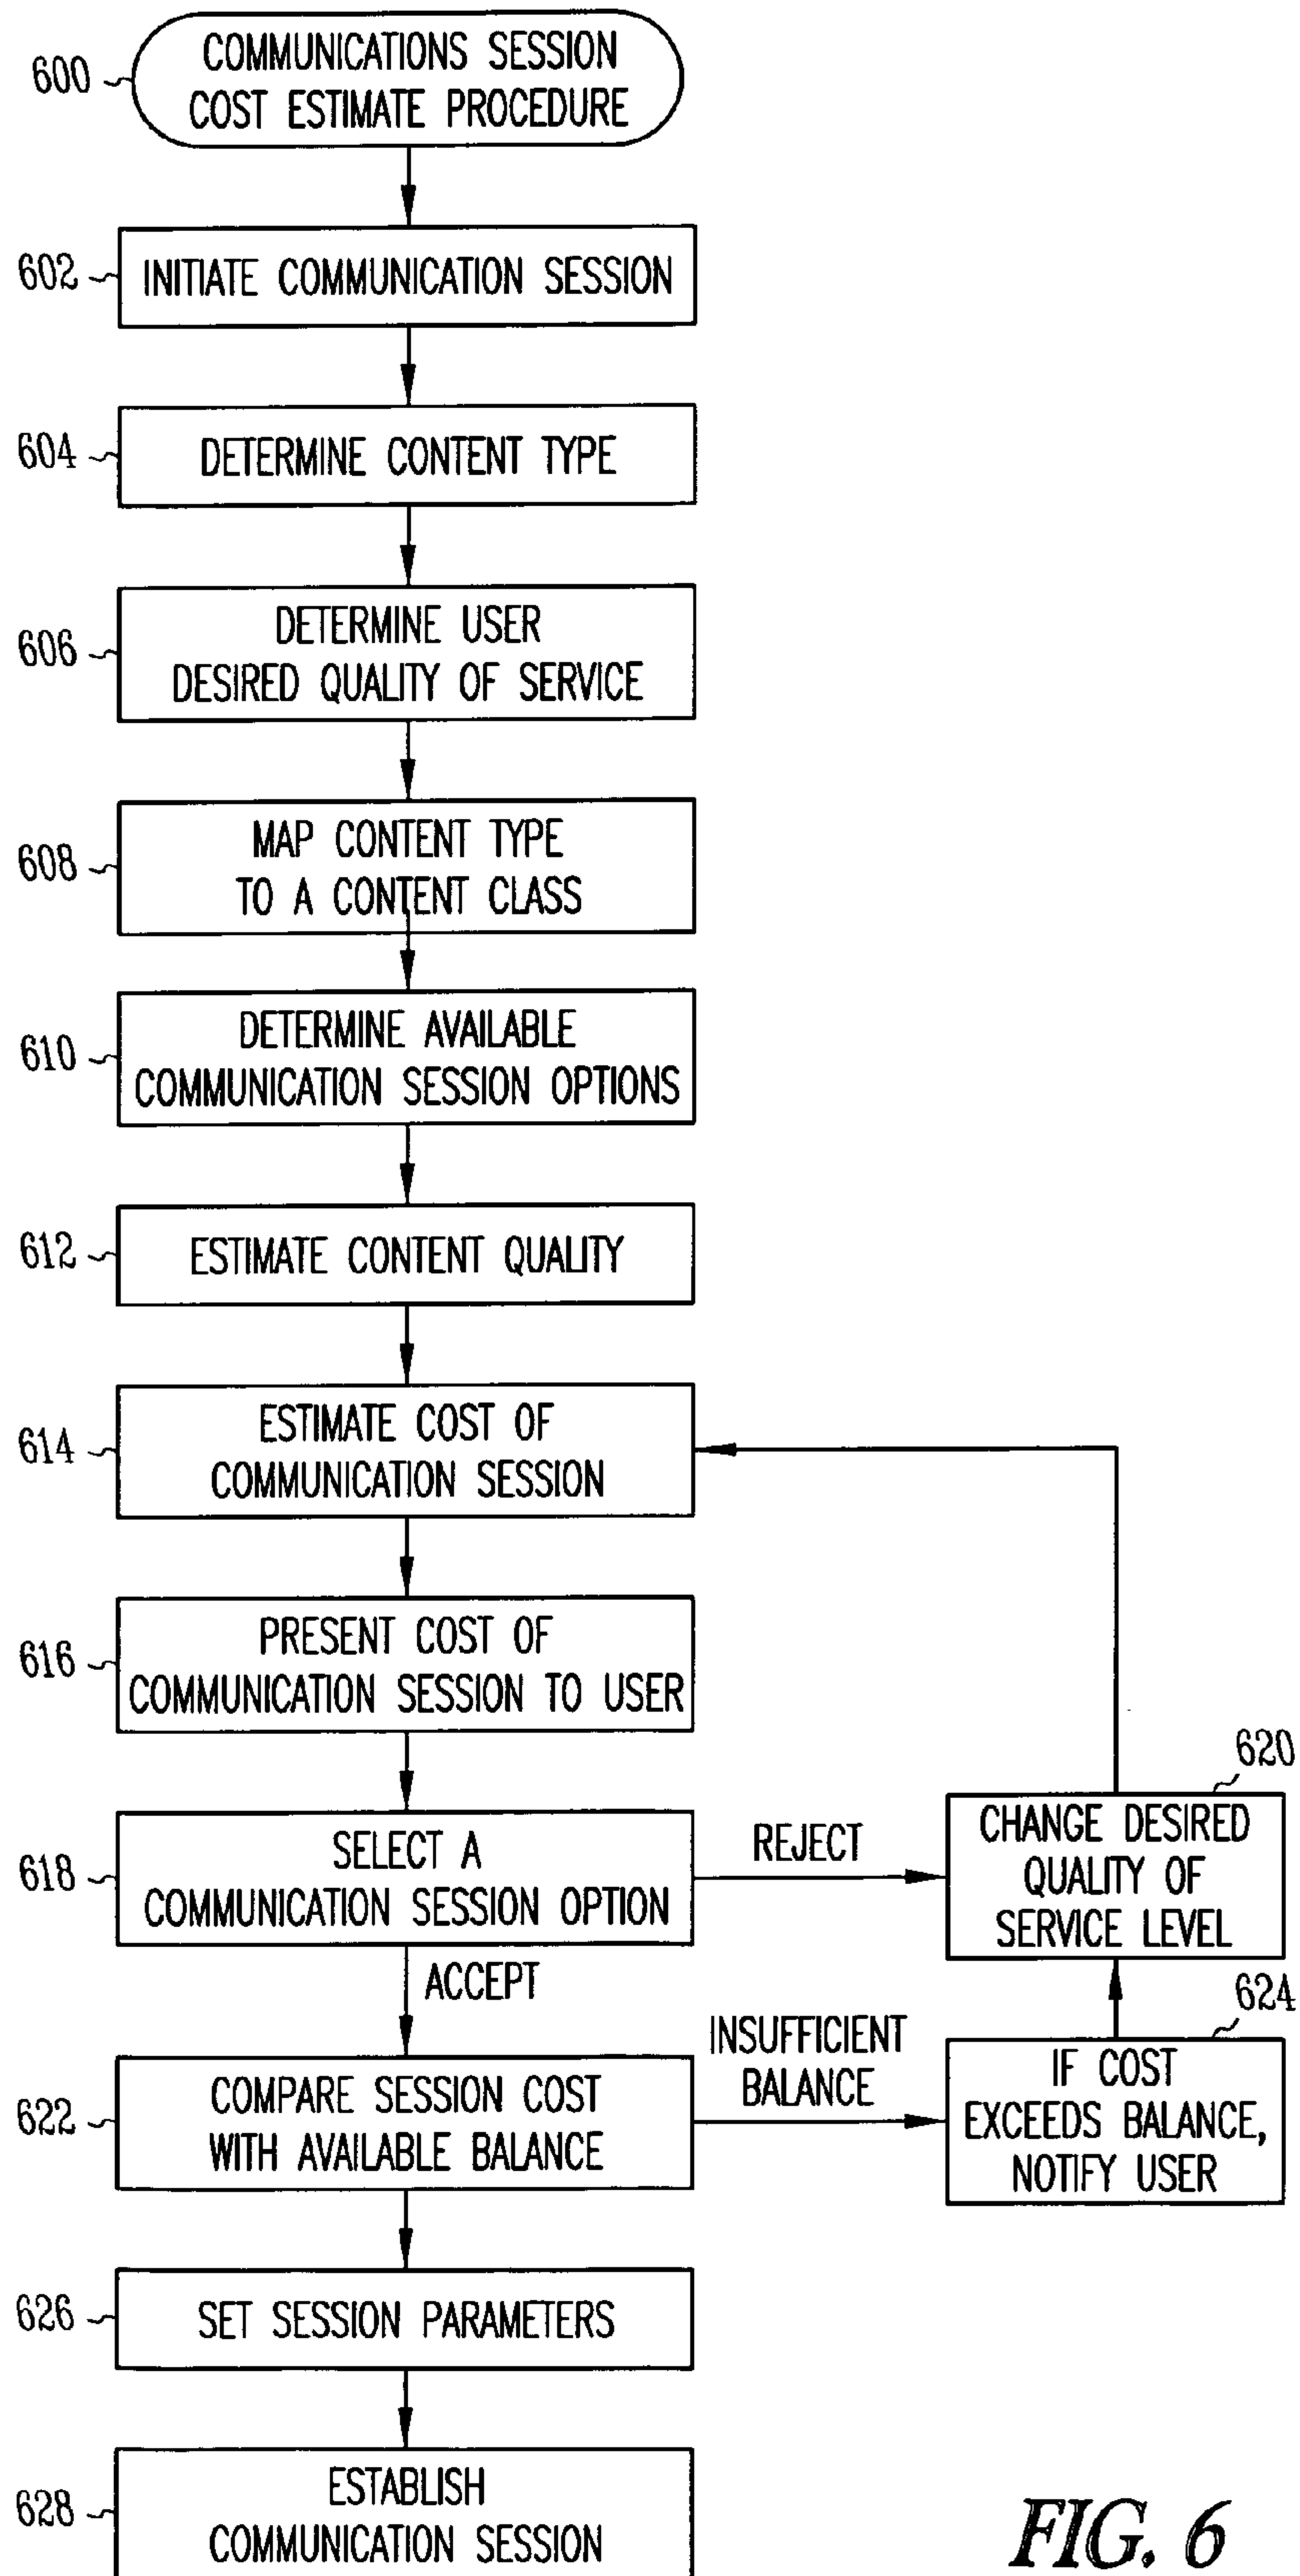 600
COMMUNICATIONS SESSION
COST ESTIMATE PROCEDURE
602
INITIATE COMMUNICATION SESSION
604
DETERMINE CONTENT TYPE
606
DETERMINE USER
DESIRED QUALITY OF SERVICE
608
MAP CONTENT TYPE
TO A CONTENT CLASS
610
DETERMINE AVAILABLE
COMMUNICATION SESSION OPTIONS
612
ESTIMATE CONTENT QUALITY
614
ESTIMATE COST OF
COMMUNICATION SESSION
616
PRESENT COST OF
COMMUNICATION SESSION TO USER
618
SELECT A
COMMUNICATION SESSION OPTION
REJECT
620
CHANGE DESIRED
QUALITY OF
SERVICE LEVEL
ACCEPT
622
COMPARE SESSION COST
WITH AVAILABLE BALANCE
INSUFFICIENT
BALANCE
624
IF COST
EXCEEDS BALANCE,
NOTIFY USER
626
SET SESSION PARAMETERS
628
ESTABLISH
COMMUNICATION SESSION
FIG. 6